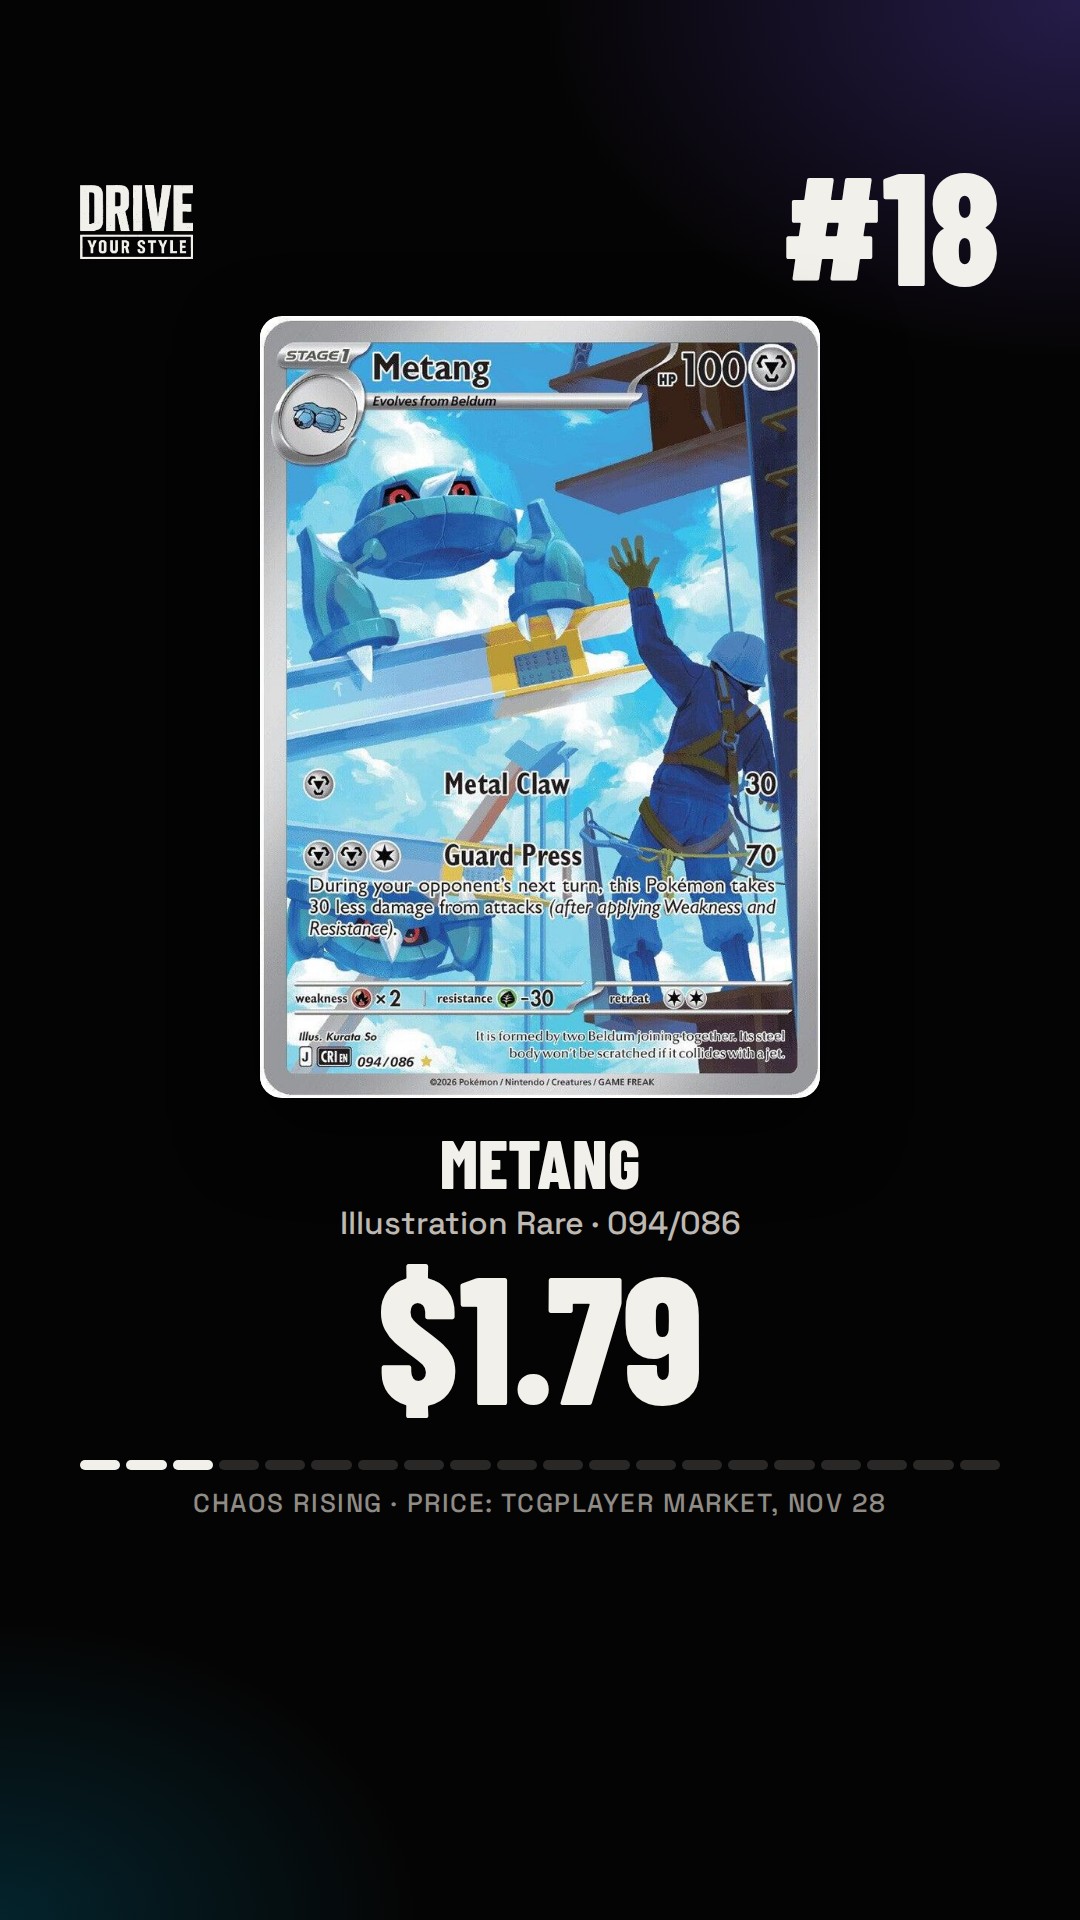 DRIVE
YOUR STYLE
#18
STAGE1
Metang
HP 100
Evolves from Beldum
Metal Claw 30
Guard Press 70
During your opponent's next turn, this Pokémon takes
30 less damage from attacks (after applying Weakness and
Resistance).
weakness ×2 resistance -30 retreat
Illus. Kurata So
It is formed by two Beldum joining together. Its steel
body won't be scratched if it collides with a jet.
J CRI EN 094/086
©2026 Pokémon / Nintendo / Creatures / GAME FREAK
METANG
Illustration Rare · 094/086
$1.79
CHAOS RISING · PRICE: TCGPLAYER MARKET, NOV 28